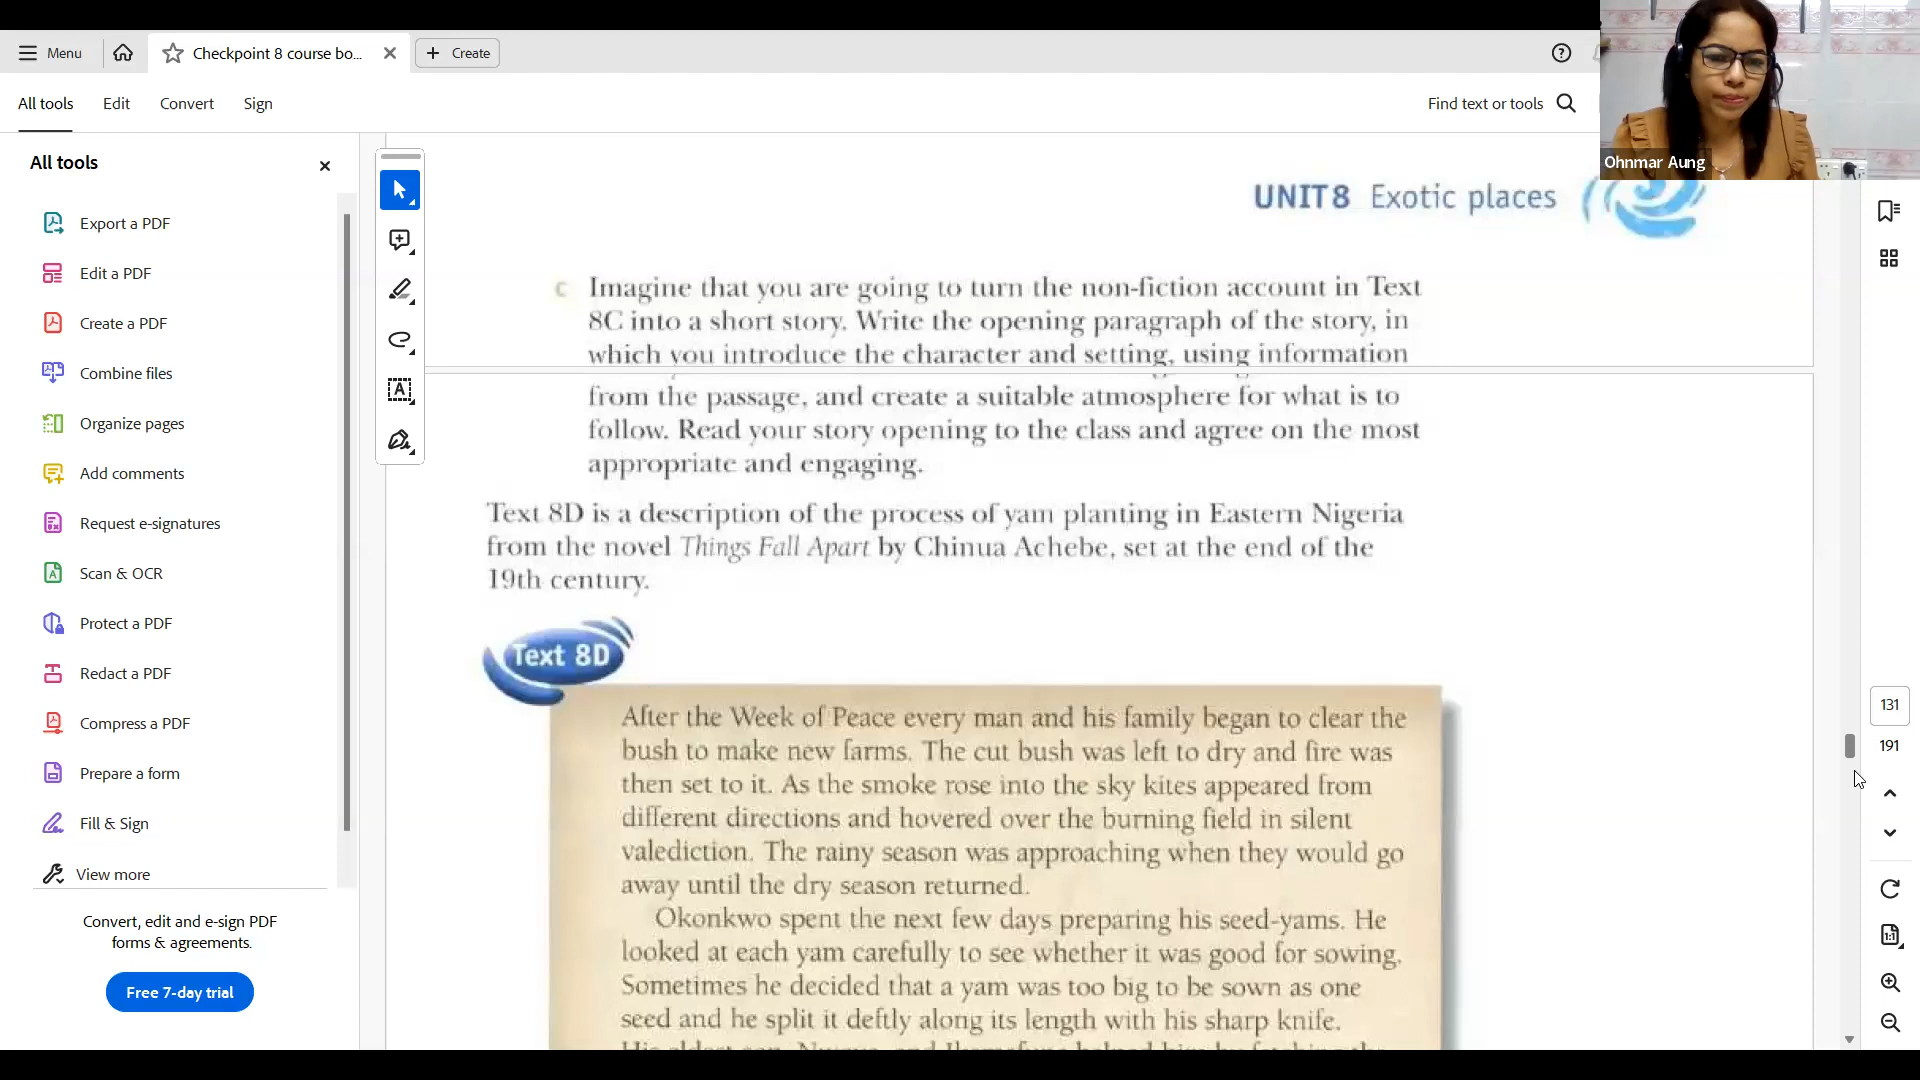 Menu
Checkpoint 8 course bo...
Create
All tools
Edit
Convert
Sign
Find text or tools
Ohnmar Aung
All tools
Export a PDF
Edit a PDF
Create a PDF
Combine files
Organize pages
Add comments
Request e-signatures
Scan & OCR
Protect a PDF
Redact a PDF
Compress a PDF
Prepare a form
Fill & Sign
View more
Convert, edit and e-sign PDF
forms & agreements.
Free 7-day trial
UNIT 8 Exotic places
c Imagine that you are going to turn the non-fiction account in Text
8C into a short story. Write the opening paragraph of the story, in
which you introduce the character and setting, using information
from the passage, and create a suitable atmosphere for what is to
follow. Read your story opening to the class and agree on the most
appropriate and engaging.
Text 8D is a description of the process of yam planting in Eastern Nigeria
from the novel Things Fall Apart by Chinua Achebe, set at the end of the
19th century.
Text 8D
After the Week of Peace every man and his family began to clear the
bush to make new farms. The cut bush was left to dry and fire was
then set to it. As the smoke rose into the sky kites appeared from
different directions and hovered over the burning field in silent
valediction. The rainy season was approaching when they would go
away until the dry season returned.
Okonkwo spent the next few days preparing his seed-yams. He
looked at each yam carefully to see whether it was good for sowing.
Sometimes he decided that a yam was too big to be sown as one
seed and he split it deftly along its length with his sharp knife.
131
191